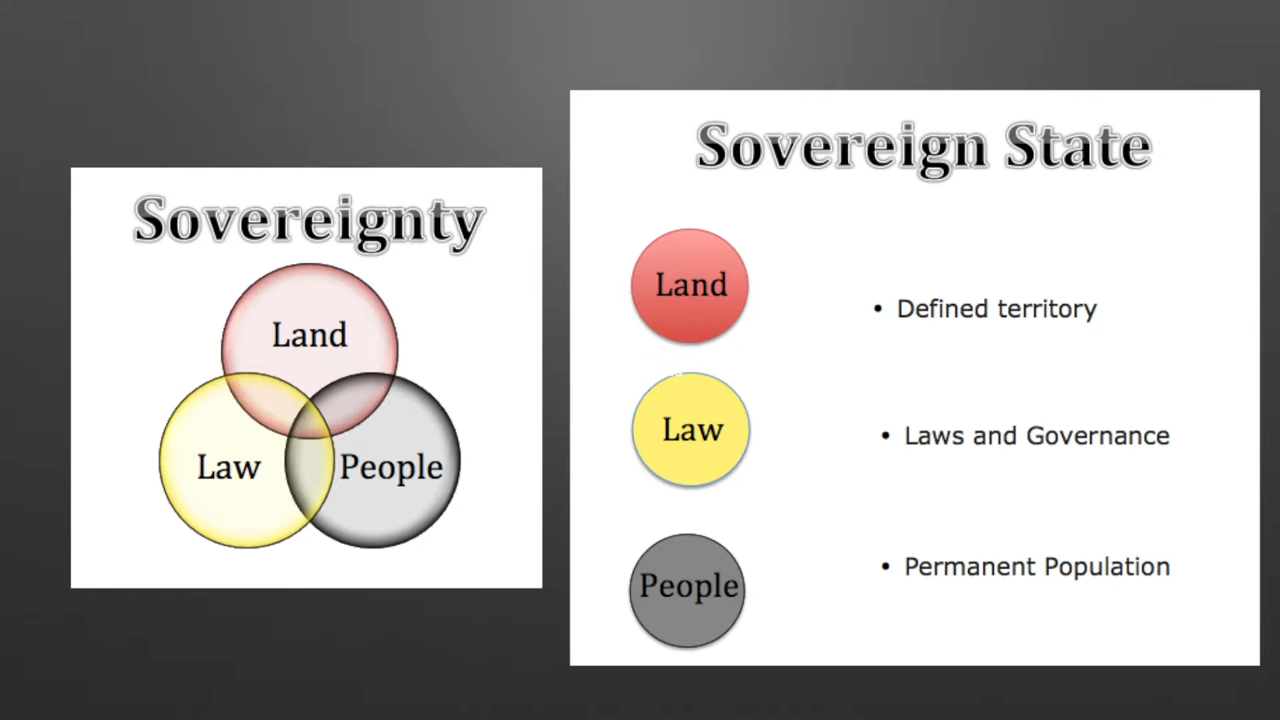 Sovereignty
Land
Law
People
Sovereign State
Land
• Defined territory
Law
• Laws and Governance
People
• Permanent Population